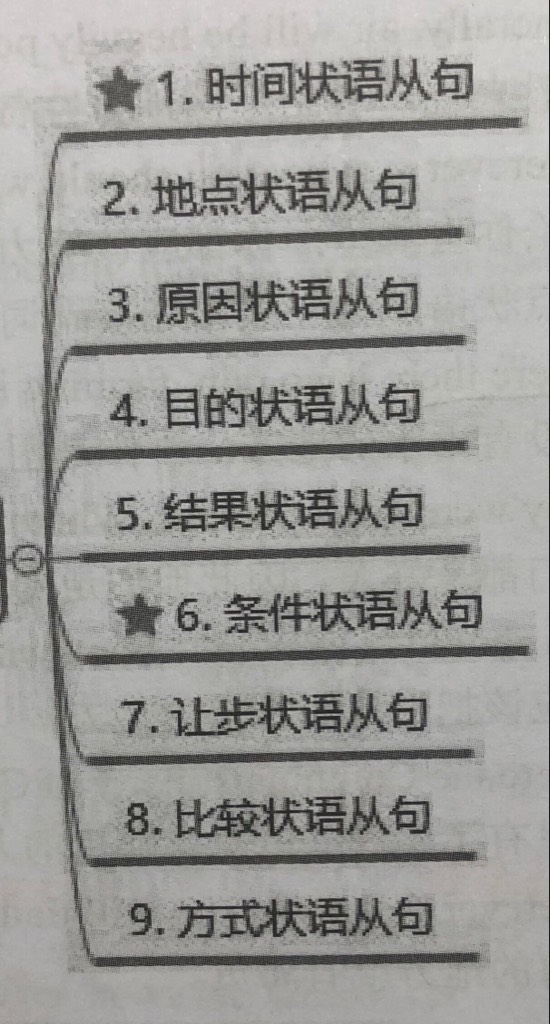 ★ 1. 时间状语从句
2. 地点状语从句
3. 原因状语从句
4. 目的状语从句
5. 结果状语从句
★ 6. 条件状语从句
7. 让步状语从句
8. 比较状语从句
9. 方式状语从句